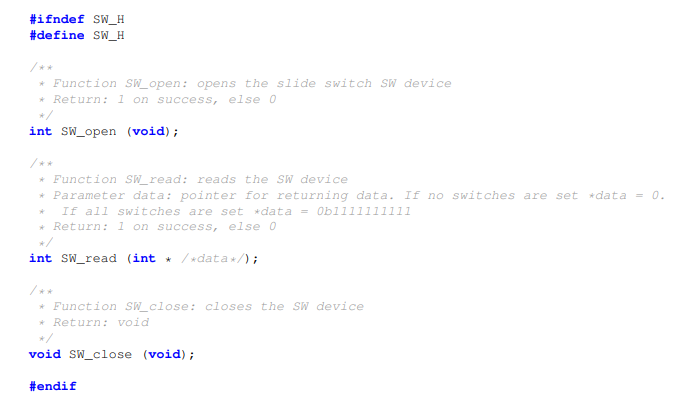 #ifndef SW_H
#define SW_H
/**
* Function SW_open: opens the slide switch SW device
* Return: 1 on success, else 0
*/
int SW_open (void);
/**
* Function SW_read: reads the SW device
* Parameter data: pointer for returning data. If no switches are set *data = 0.
* If all switches are set *data = 0b1111111111
* Return: 1 on success, else 0
*/
int SW_read (int * /*data*/);
/**
* Function SW_close: closes the SW device
* Return: void
*/
void SW_close (void);
#endif